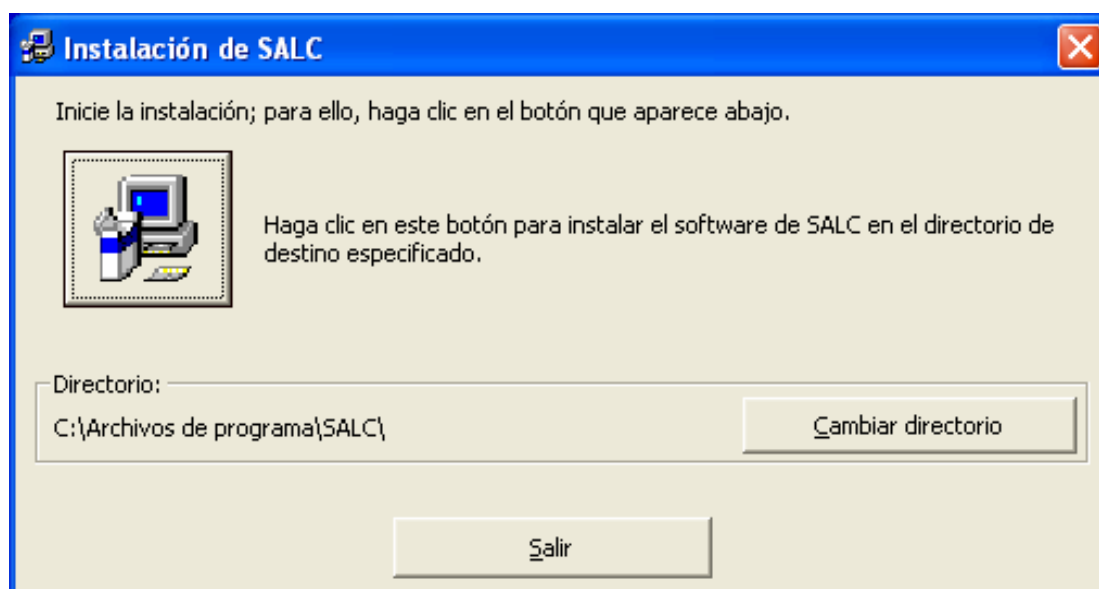 Instalación de SALC
Inicie la instalación; para ello, haga clic en el botón que aparece abajo.
Haga clic en este botón para instalar el software de SALC en el directorio de
destino especificado.
Directorio:
C:\Archivos de programa\SALC\
Cambiar directorio
Salir